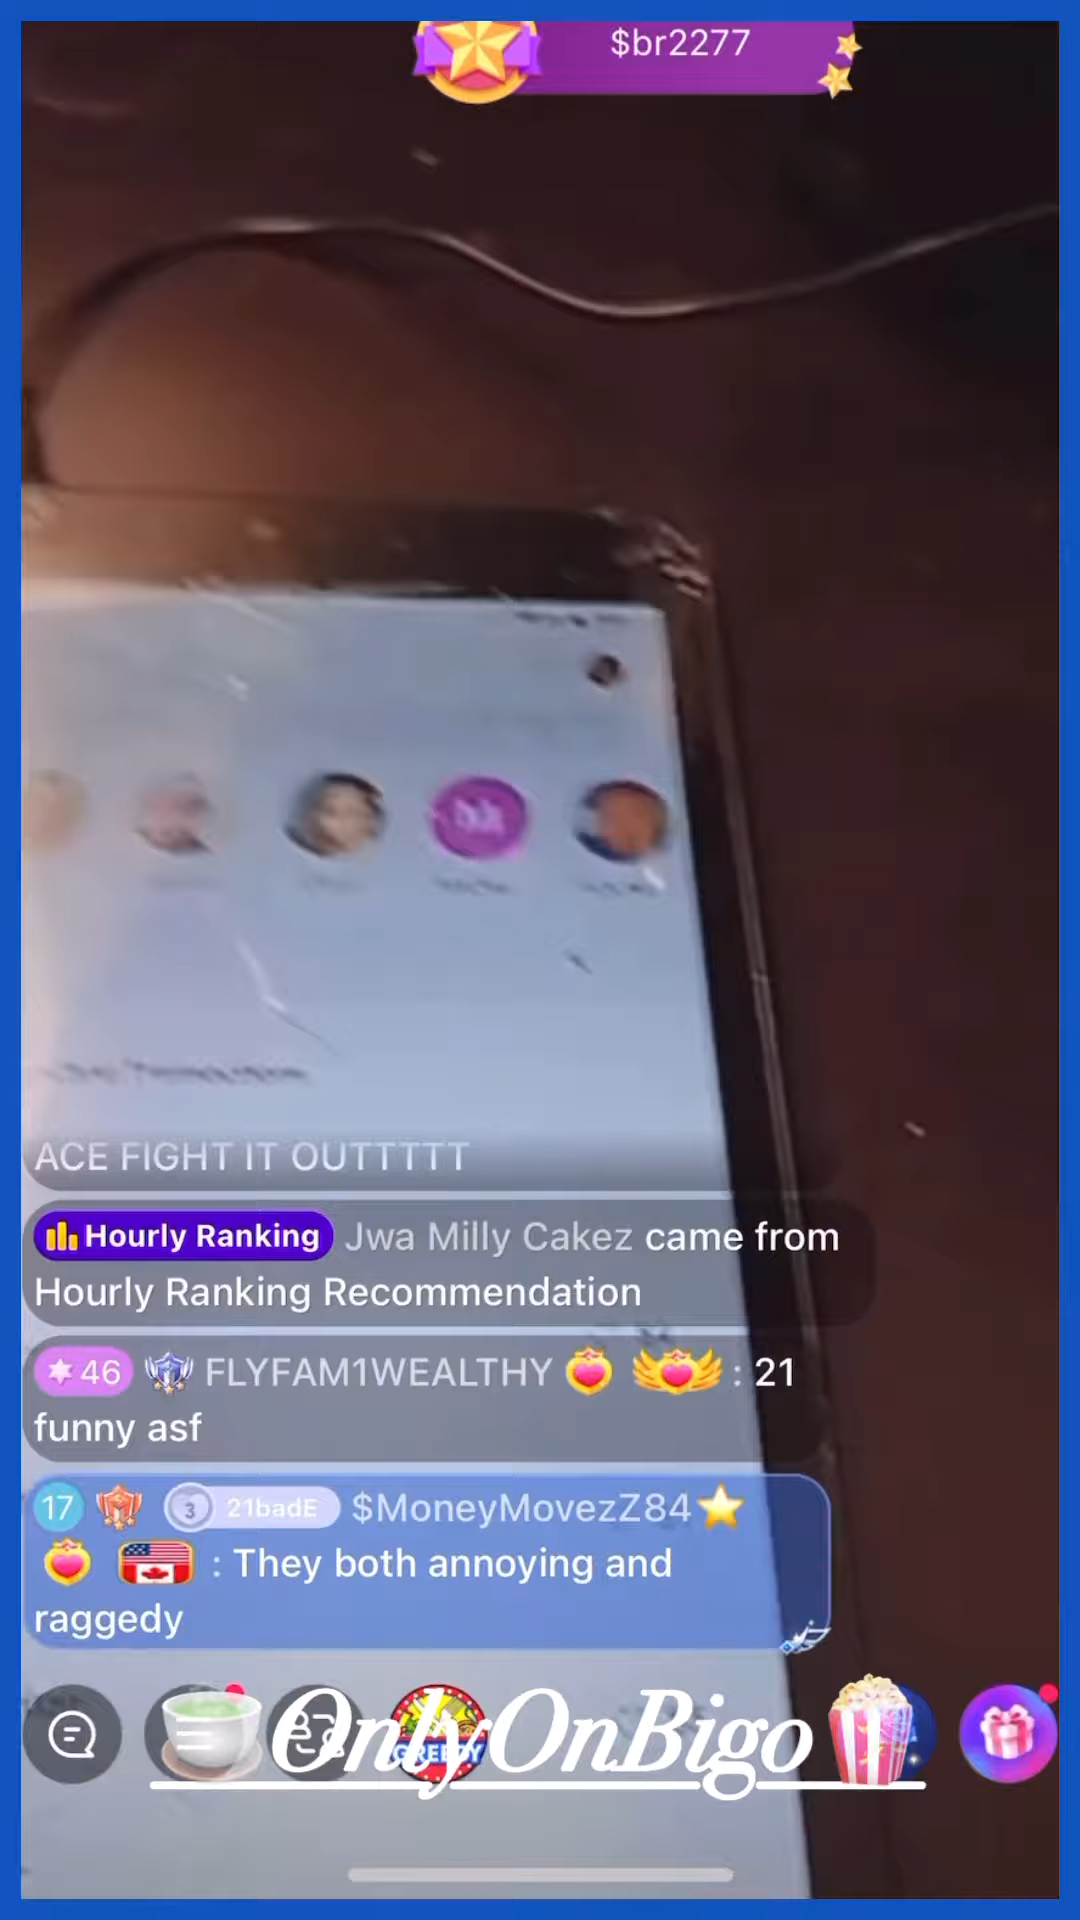 $br2277
ACE FIGHT IT OUTTTTT
Hourly Ranking Jwa Milly Cakez came from
Hourly Ranking Recommendation
46 FLYFAM1WEALTHY : 21
funny asf
17 3 21badE $MoneyMovezZ84
: They both annoying and
raggedy
GREEDY
OnlyOnBigo